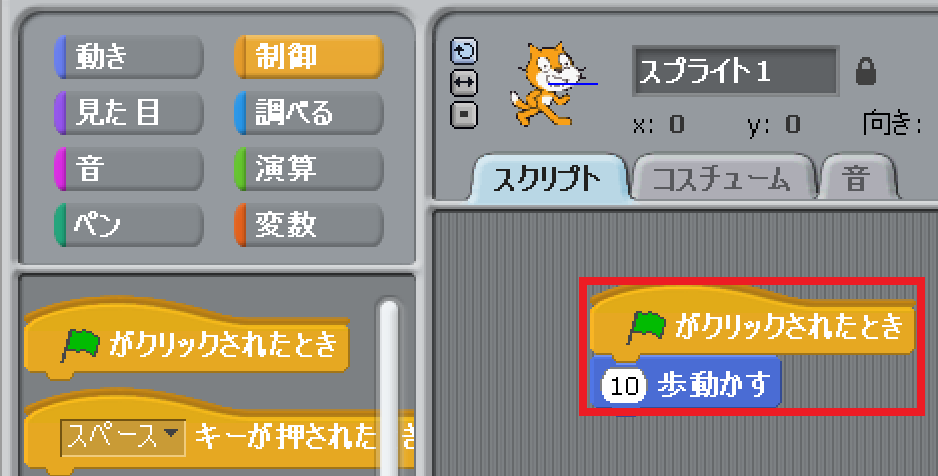 動き
制御
見た目
調べる
音
演算
ペン
変数
がクリックされたとき
スペース キーが押されたとき
スプライト1
x: 0 y: 0 向き:
スクリプト
コスチューム
音
がクリックされたとき
10 歩動かす